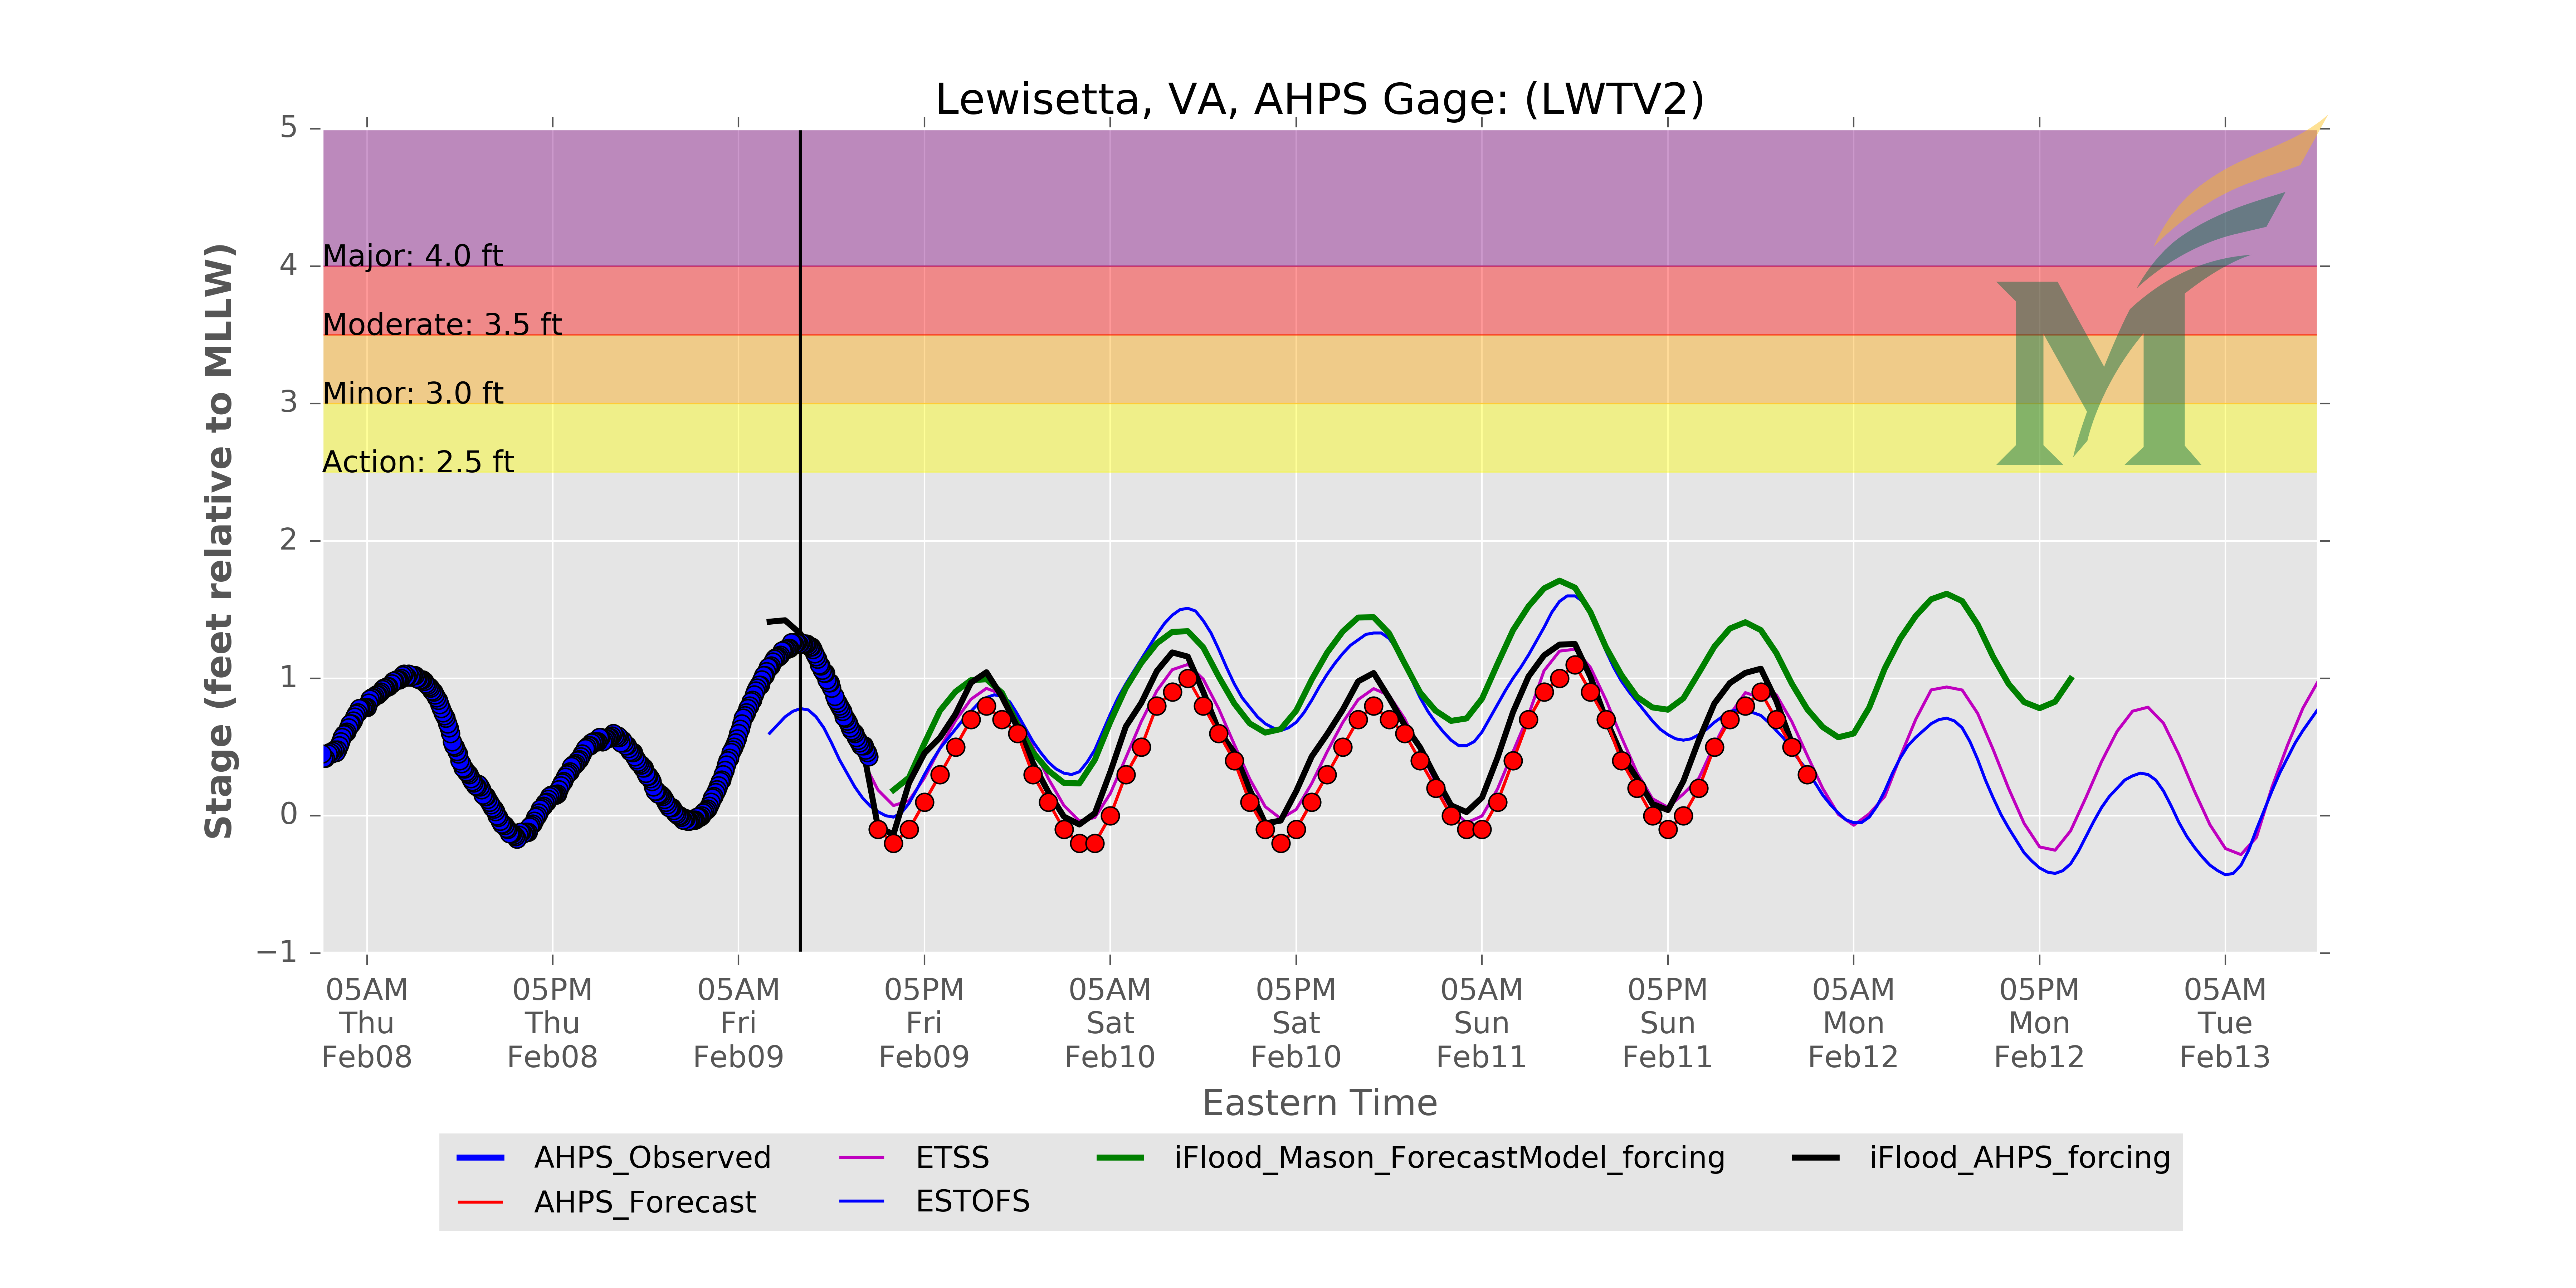 Lewisetta, VA, AHPS Gage: (LWTV2)
Stage (feet relative to MLLW)
5
4
3
2
1
0
−1
Major: 4.0 ft
Moderate: 3.5 ft
Minor: 3.0 ft
Action: 2.5 ft
05AM
Thu
Feb08
05PM
Thu
Feb08
05AM
Fri
Feb09
05PM
Fri
Feb09
05AM
Sat
Feb10
05PM
Sat
Feb10
05AM
Sun
Feb11
05PM
Sun
Feb11
05AM
Mon
Feb12
05PM
Mon
Feb12
05AM
Tue
Feb13
Eastern Time
AHPS_Observed
AHPS_Forecast
ETSS
ESTOFS
iFlood_Mason_ForecastModel_forcing
iFlood_AHPS_forcing
M